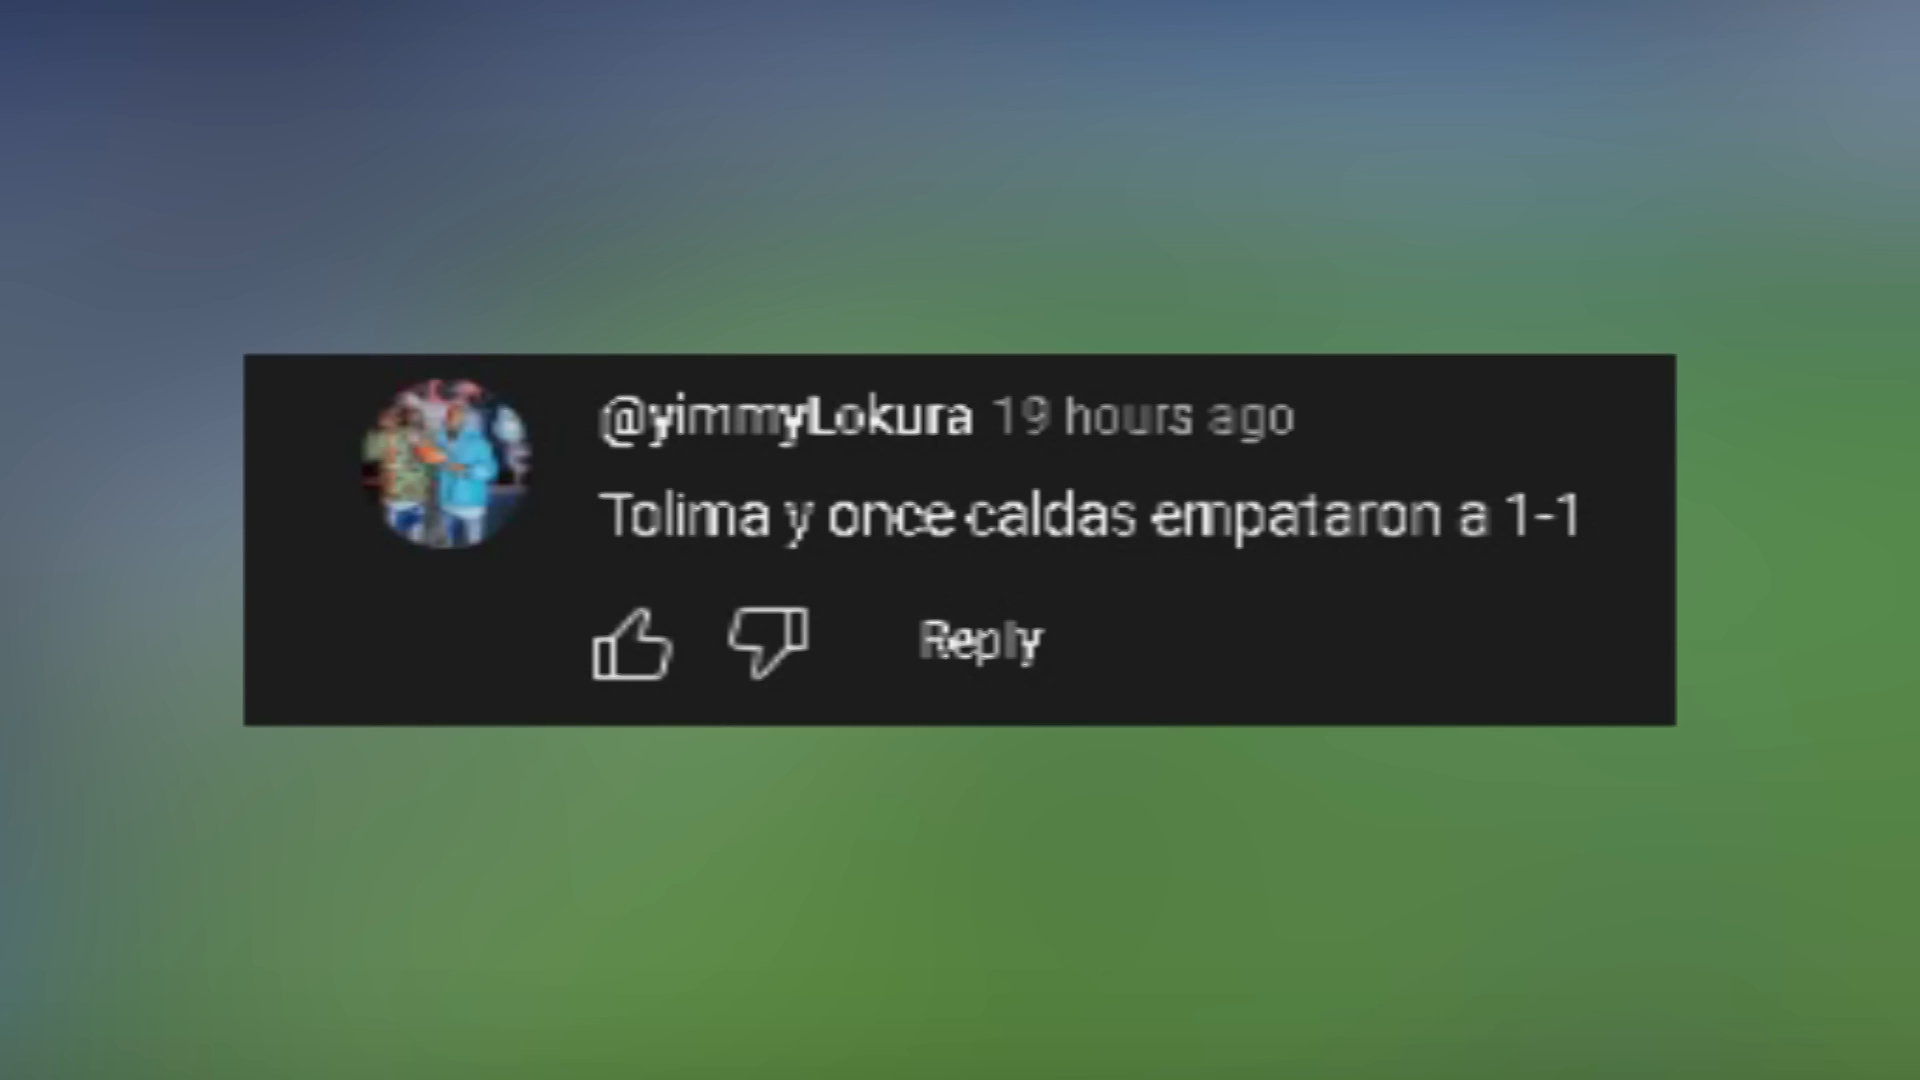 @yimmyLokura 19 hours ago
Tolima y once caldas empataron a 1-1
Reply